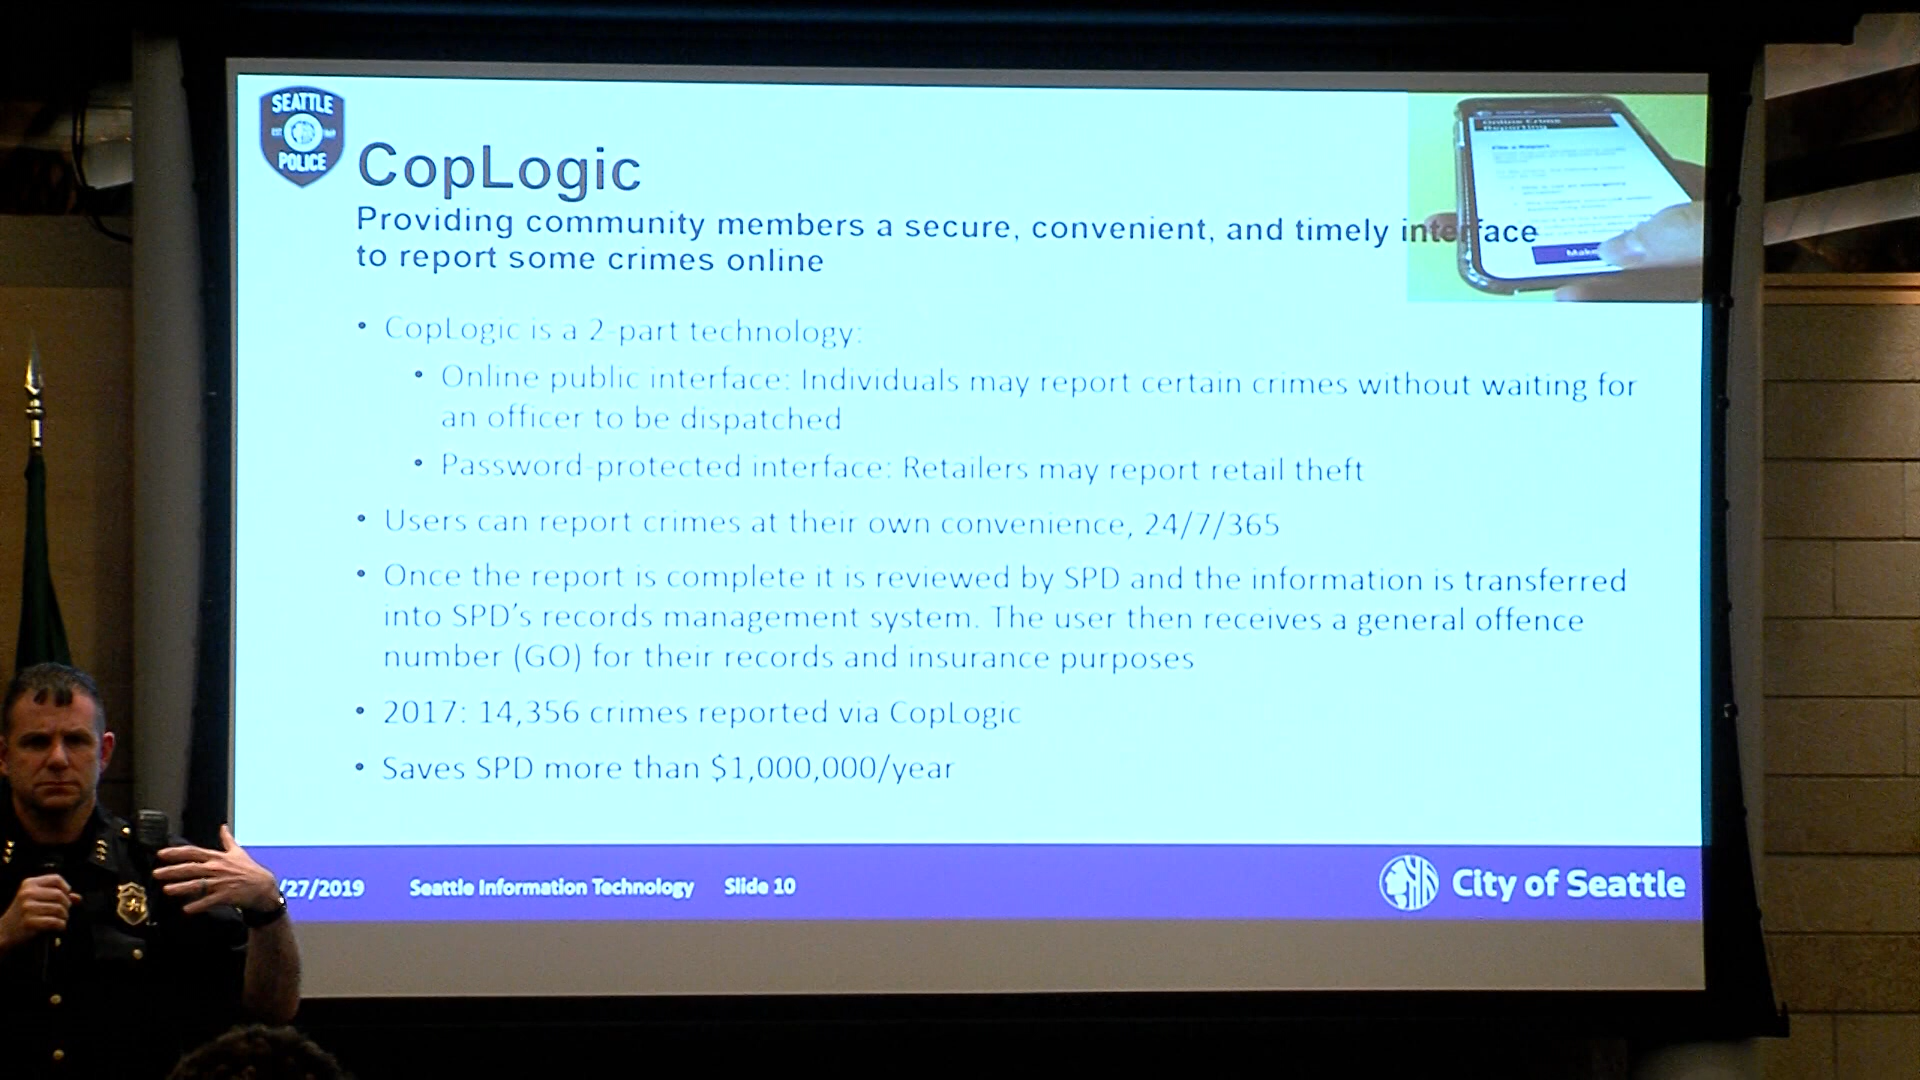 SEATTLE
POLICE
CopLogic
Providing community members a secure, convenient, and timely interface
to report some crimes online
• CopLogic is a 2-part technology:
• Online public interface: Individuals may report certain crimes without waiting for
an officer to be dispatched
• Password-protected interface: Retailers may report retail theft
• Users can report crimes at their own convenience, 24/7/365
• Once the report is complete it is reviewed by SPD and the information is transferred
into SPD’s records management system. The user then receives a general offence
number (GO) for their records and insurance purposes
• 2017: 14,356 crimes reported via CopLogic
• Saves SPD more than $1,000,000/year
Online Crime
Reporting
File a Report
/27/2019 Seattle Information Technology Slide 10
City of Seattle